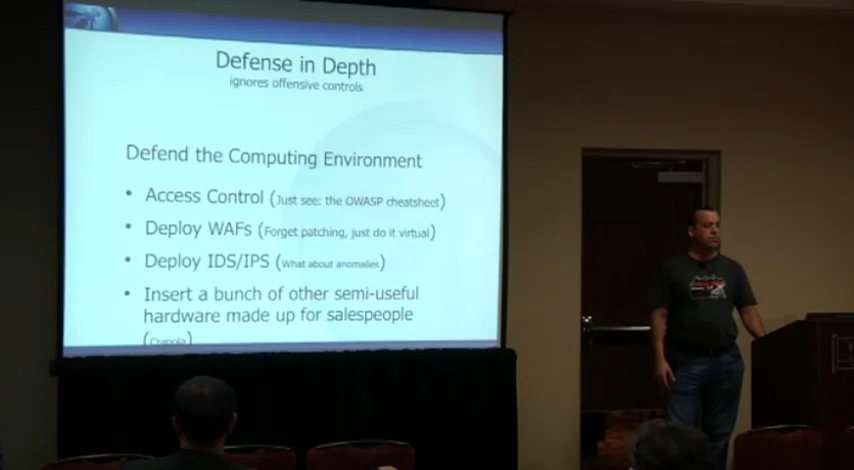 Defense in Depth
ignores offensive controls
Defend the Computing Environment
• Access Control (Just see: the OWASP cheatsheet)
• Deploy WAFs (Forget patching, just do it virtual)
• Deploy IDS/IPS (What about anomalies)
• Insert a bunch of other semi-useful
hardware made up for salespeople